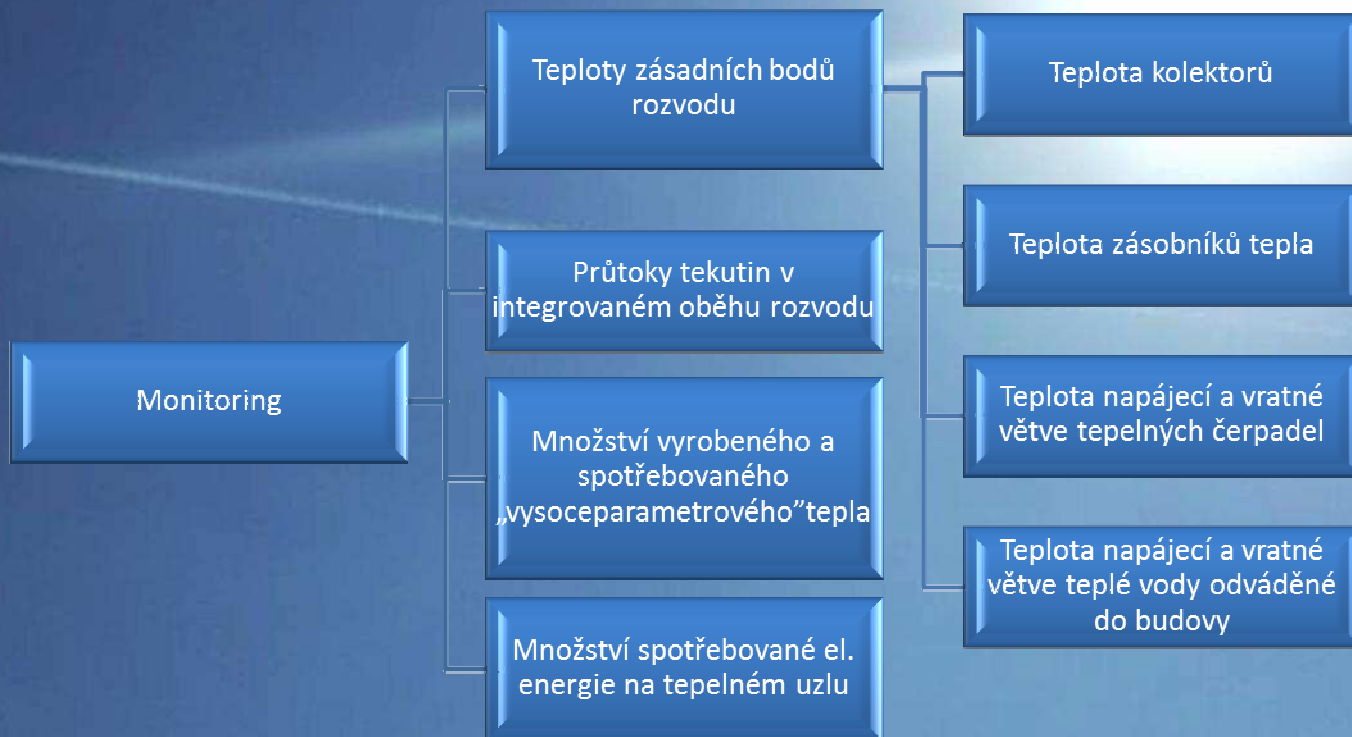 Monitoring
Teploty zásadních bodů
rozvodu
Průtoky tekutin v
integrovaném oběhu rozvodu
Množství vyrobeného a
spotřebovaného
„vysoceparametrového”tepla
Množství spotřebované el.
energie na tepelném uzlu
Teplota kolektorů
Teplota zásobníků tepla
Teplota napájecí a vratné
větve tepelných čerpadel
Teplota napájecí a vratné
větve teplé vody odváděné
do budovy